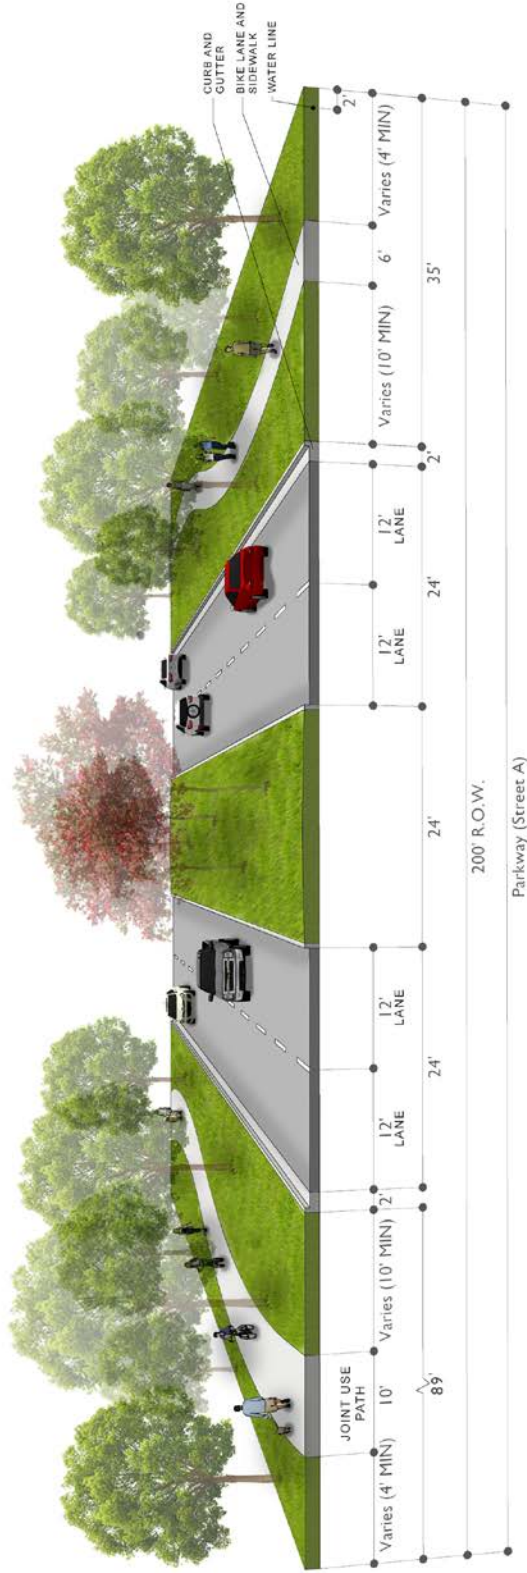 CURB AND
GUTTER
BIKE LANE AND
SIDEWALK
WATER LINE
JOINT USE
PATH
2'
Varies (4' MIN)
10'
Varies (10' MIN)
2'
12'
LANE
12'
LANE
12'
LANE
12'
LANE
Varies (10' MIN)
6'
Varies (4' MIN)
89'
24'
24'
24'
2'
35'
200' R.O.W.
Parkway (Street A)